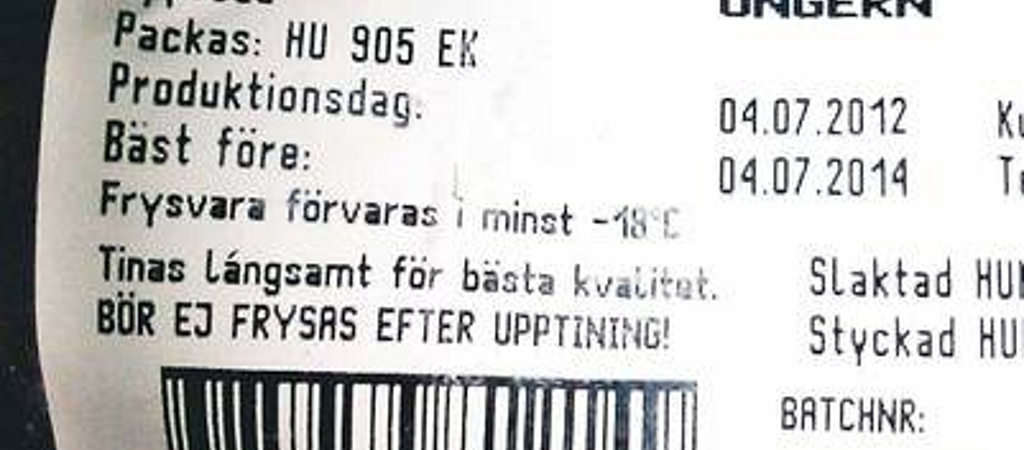 UNGERN
Packas: HU 905 EK
Produktionsdag: 04.07.2012
Bäst före: 04.07.2014
Frysvara förvaras i minst -18°C
Tinas lángsamt för bästa kvalitet.
Slaktad
BÖR EJ FRYSAS EFTER UPPTINING!
Styckad
BATCHNR: